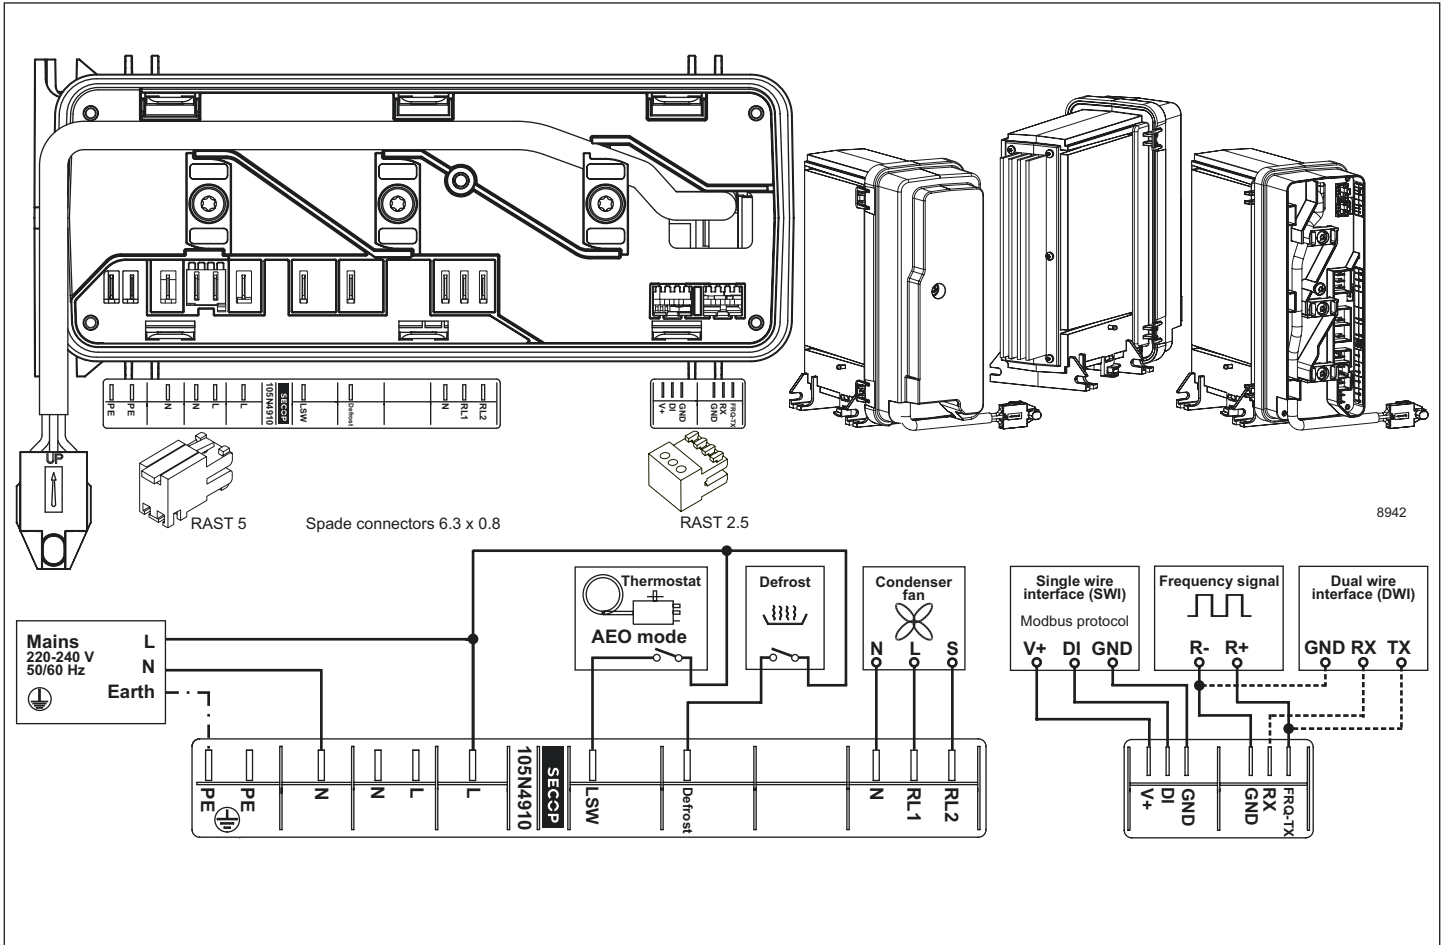 PE
PE
N
N
L
L
105N4910
SECOP
LSW
Defrost
N
RL1
RL2
V+
DI
GND
GND
RX
FRQ-TX
UP
RAST 5
Spade connectors 6.3 x 0.8
RAST 2.5
8942
Mains
220-240 V
50/60 Hz
L
N
Earth
Thermostat
AEO mode
Defrost
Condenser
fan
N L S
Single wire
interface (SWI)
Modbus protocol
V+ DI GND
Frequency signal
R- R+
Dual wire
interface (DWI)
GND RX TX
PE
PE
N
N
L
L
105N4910
SECOP
LSW
Defrost
N
RL1
RL2
V+
DI
GND
GND
RX
FRQ-TX